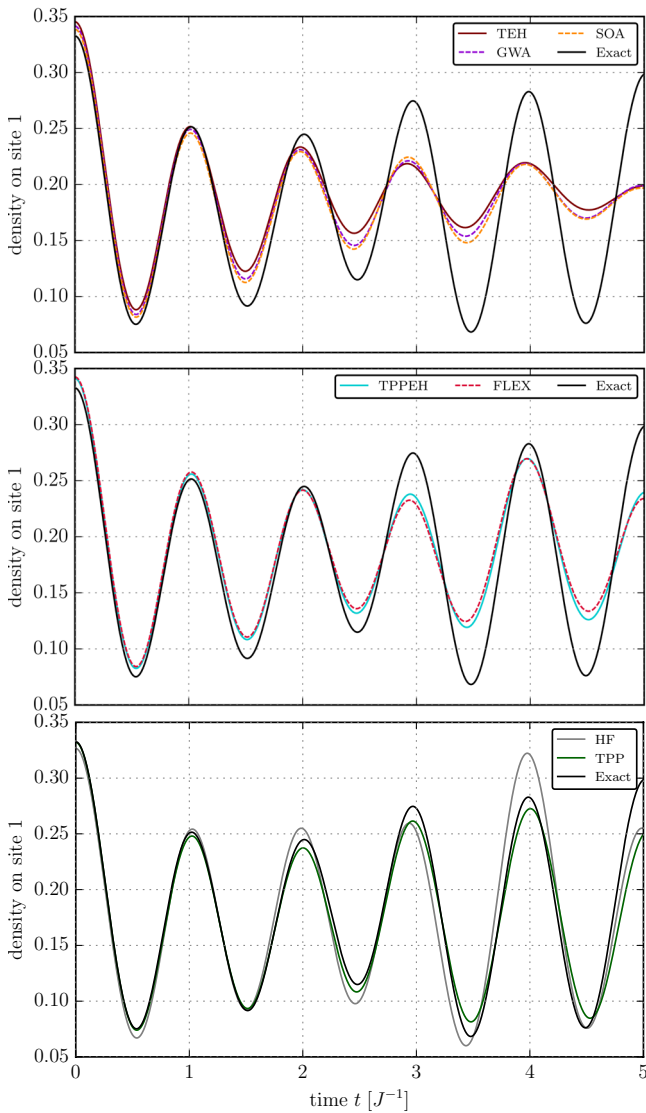 0.35
0.30
0.25
0.20
0.15
0.10
0.05
density on site 1
TEH SOA
GWA Exact
0.35
0.30
0.25
0.20
0.15
0.10
0.05
density on site 1
TPPEH FLEX Exact
0.35
0.30
0.25
0.20
0.15
0.10
0.05
density on site 1
HF
TPP
Exact
0 1 2 3 4 5
time t [J⁻¹]